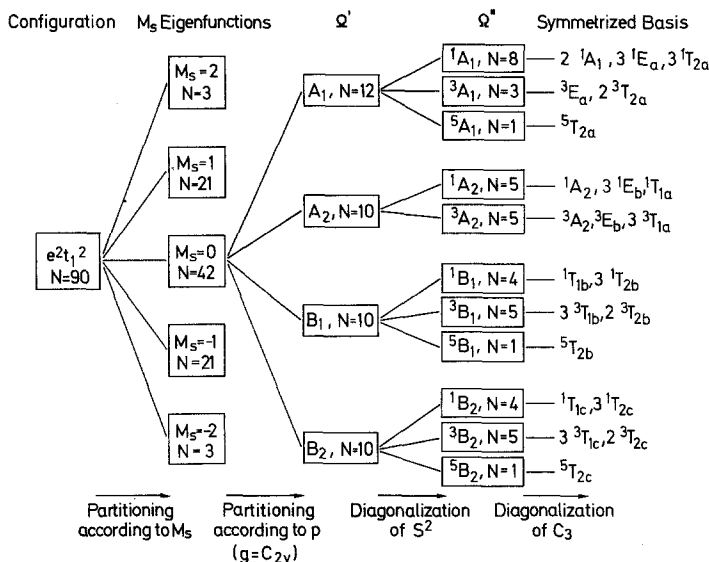 Configuration
Mₛ Eigenfunctions
Ω'
Ω"
Symmetrized Basis
e²t₁²
N=90
Mₛ=2
N=3
Mₛ=1
N=21
Mₛ=0
N=42
Mₛ=-1
N=21
Mₛ=-2
N=3
A₁, N=12
A₂, N=10
B₁, N=10
B₂, N=10
¹A₁, N=8
2 ¹A₁, 3 ¹Eₐ, 3 ¹T₂ₐ
³A₁, N=3
³Eₐ, 2 ³T₂ₐ
⁵A₁, N=1
⁵T₂ₐ
¹A₂, N=5
¹A₂, 3 ¹E_b, ¹T₁ₐ
³A₂, N=5
³A₂, ³E_b, 3 ³T₁ₐ
¹B₁, N=4
¹T₁b, 3 ¹T₂b
³B₁, N=5
3 ³T₁b, 2 ³T₂b
⁵B₁, N=1
⁵T₂b
¹B₂, N=4
¹T₁c, 3 ¹T₂c
³B₂, N=5
3 ³T₁c, 2 ³T₂c
⁵B₂, N=1
⁵T₂c
Partitioning
according to Mₛ
Partitioning
according to p
(g=C₂ᵥ)
Diagonalization
of S²
Diagonalization
of C₃